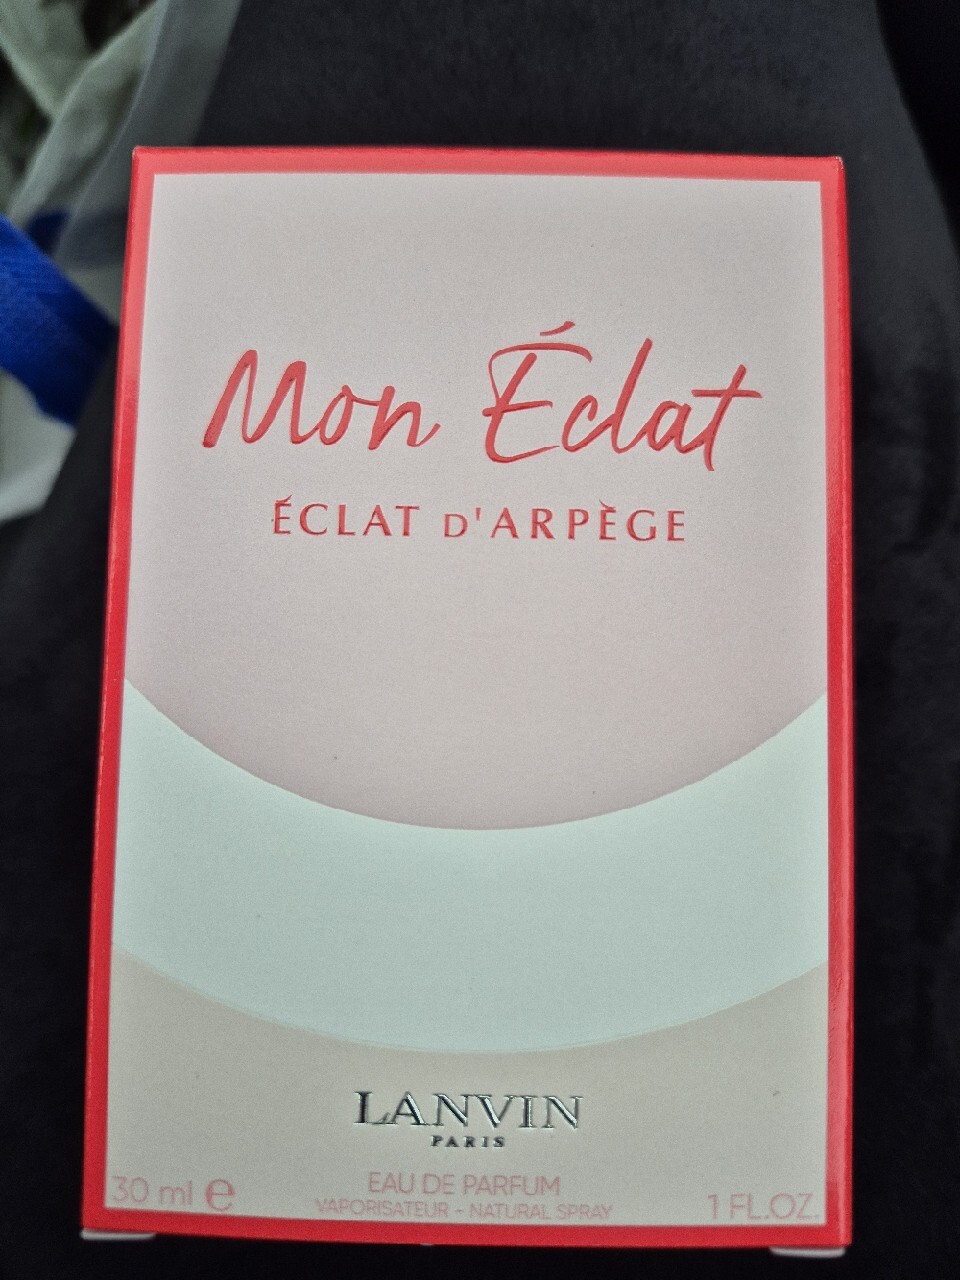 Mon Éclat
ÉCLAT D'ARPÈGE
LANVIN
PARIS
EAU DE PARFUM
30 ml ℮ VAPORISATEUR - NATURAL SPRAY 1 FL.OZ.